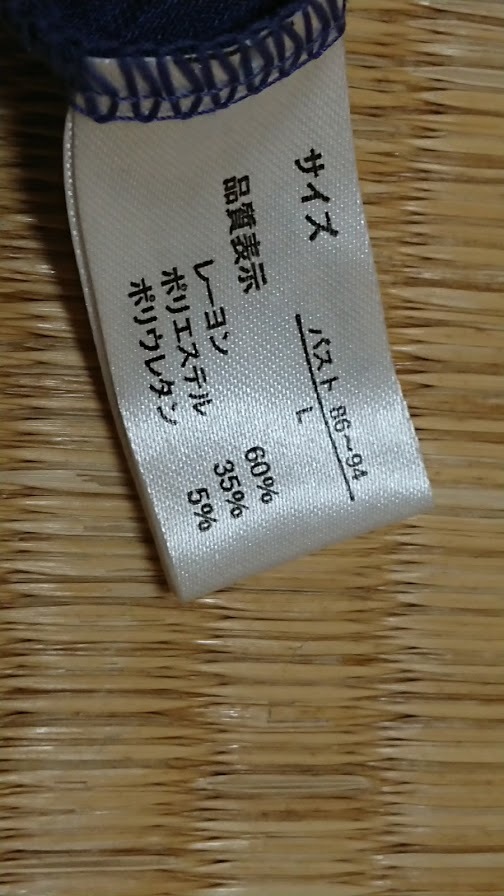 サイズ
バスト 86～94
L
品質表示
レーヨン 60%
ポリエステル 35%
ポリウレタン 5%